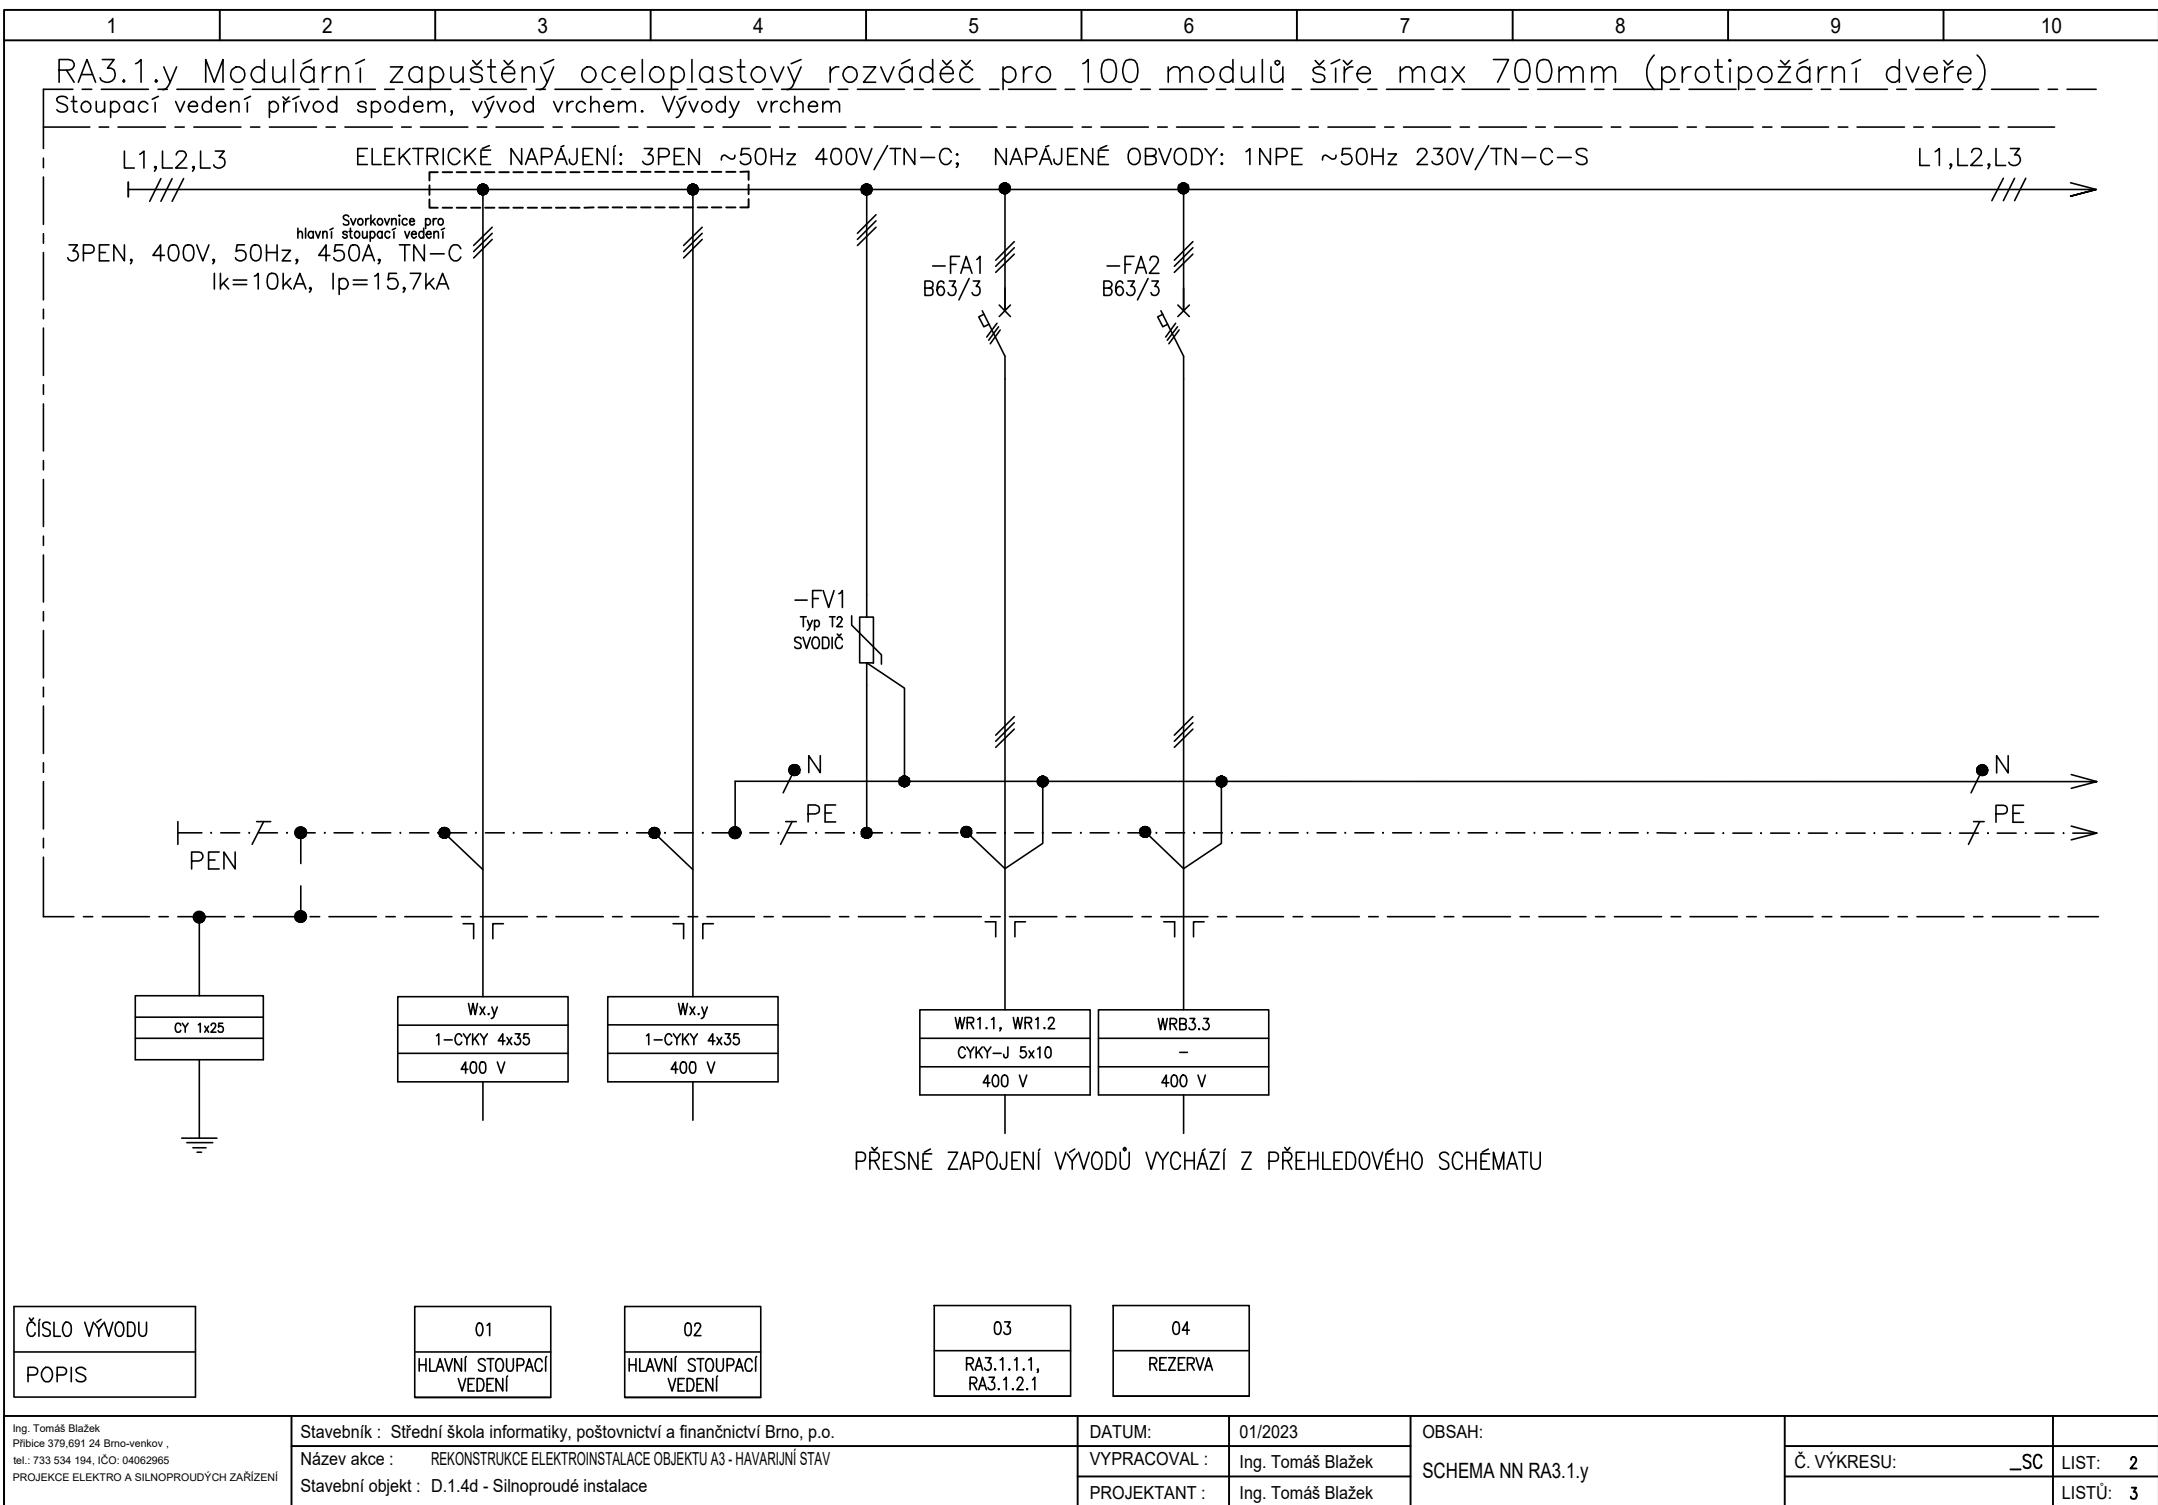 1 2 3 4 5 6 7 8 9 10
RA3.1.y Modulární zapuštěný oceloplastový rozváděč pro 100 modulů šíře max 700mm (protipožární dveře)
Stoupací vedení přívod spodem, vývod vrchem. Vývody vrchem
L1,L2,L3
ELEKTRICKÉ NAPÁJENÍ: 3PEN ~50Hz 400V/TN-C; NAPÁJENÉ OBVODY: 1NPE ~50Hz 230V/TN-C-S
L1,L2,L3
Svorkovnice pro
hlavní stoupací vedení
3PEN, 400V, 50Hz, 450A, TN-C
Ik=10kA, Ip=15,7kA
-FA1
B63/3
-FA2
B63/3
-FV1
Typ T2
SVODIČ
N
N
PE
PE
PEN
CY 1x25
Wx.y
1-CYKY 4x35
400 V
Wx.y
1-CYKY 4x35
400 V
WR1.1, WR1.2
CYKY-J 5x10
400 V
WRB3.3
-
400 V
PŘESNÉ ZAPOJENÍ VÝVODŮ VYCHÁZÍ Z PŘEHLEDOVÉHO SCHÉMATU
ČÍSLO VÝVODU
POPIS
01
HLAVNÍ STOUPACÍ
VEDENÍ
02
HLAVNÍ STOUPACÍ
VEDENÍ
03
RA3.1.1.1,
RA3.1.2.1
04
REZERVA
Ing. Tomáš Blažek
Přibice 379,691 24 Brno-venkov ,
tel.: 733 534 194, IČO: 04062965
PROJEKCE ELEKTRO A SILNOPROUDÝCH ZAŘÍZENÍ
Stavebník : Střední škola informatiky, poštovnictví a finančnictví Brno, p.o.
Název akce : REKONSTRUKCE ELEKTROINSTALACE OBJEKTU A3 - HAVARIJNÍ STAV
Stavební objekt : D.1.4d - Silnoproudé instalace
DATUM: 01/2023
VYPRACOVAL : Ing. Tomáš Blažek
PROJEKTANT : Ing. Tomáš Blažek
OBSAH:
SCHEMA NN RA3.1.y
Č. VÝKRESU: _SC
LIST: 2
LISTŮ: 3